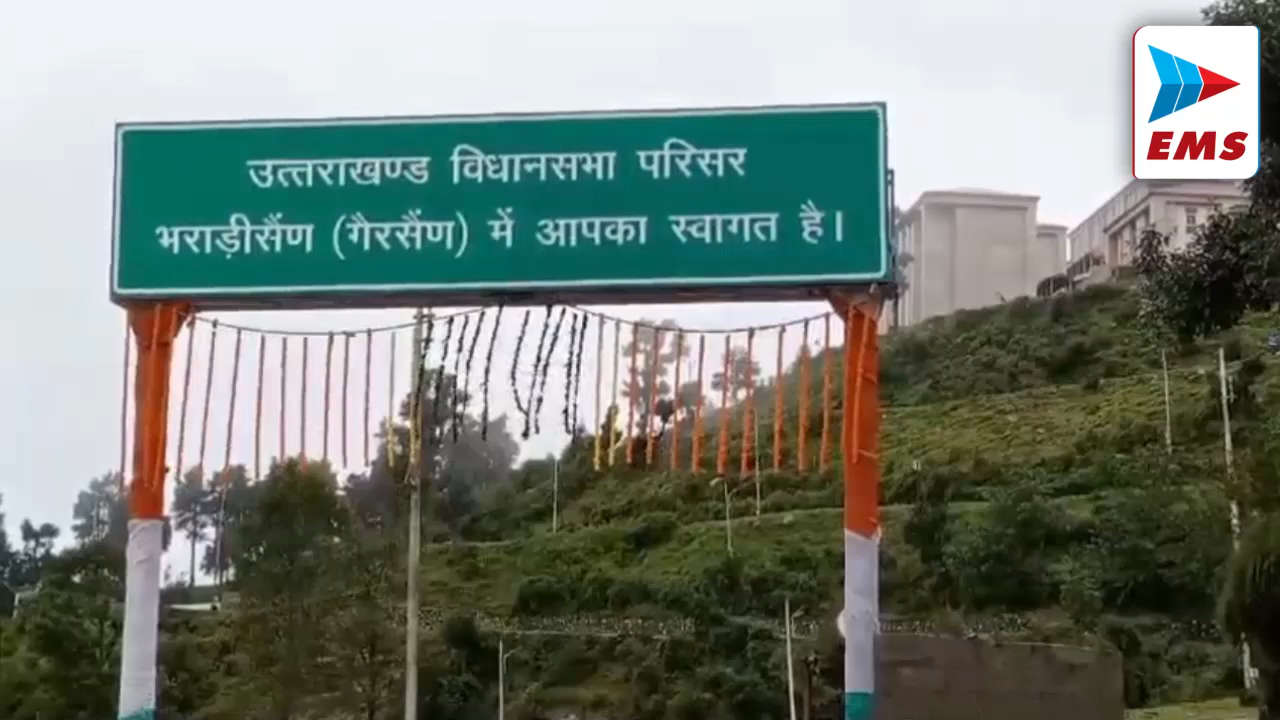 उत्तराखण्ड विधानसभा परिसर
भराड़ीसैंण (गैरसैंण) में आपका स्वागत है।
EMS